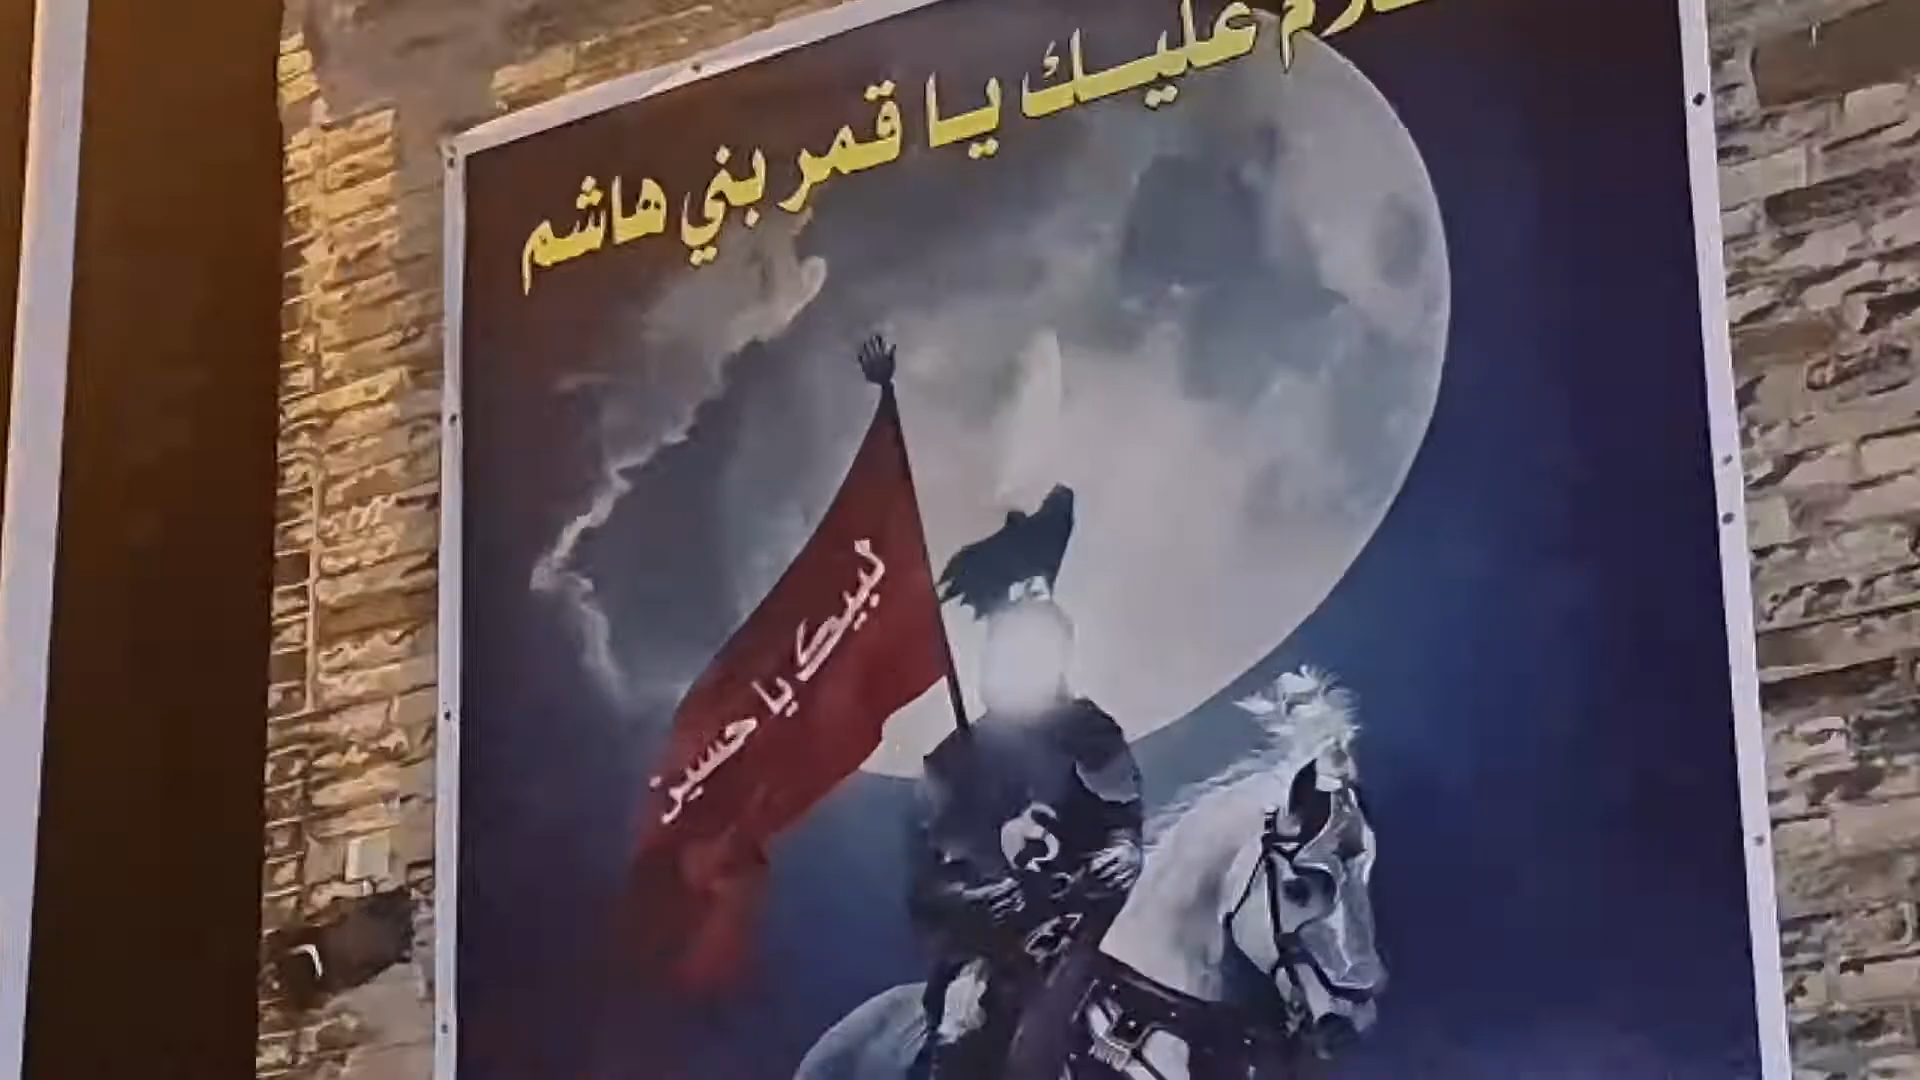 عليك يا قمر بني هاشم
لبيك يا حسين